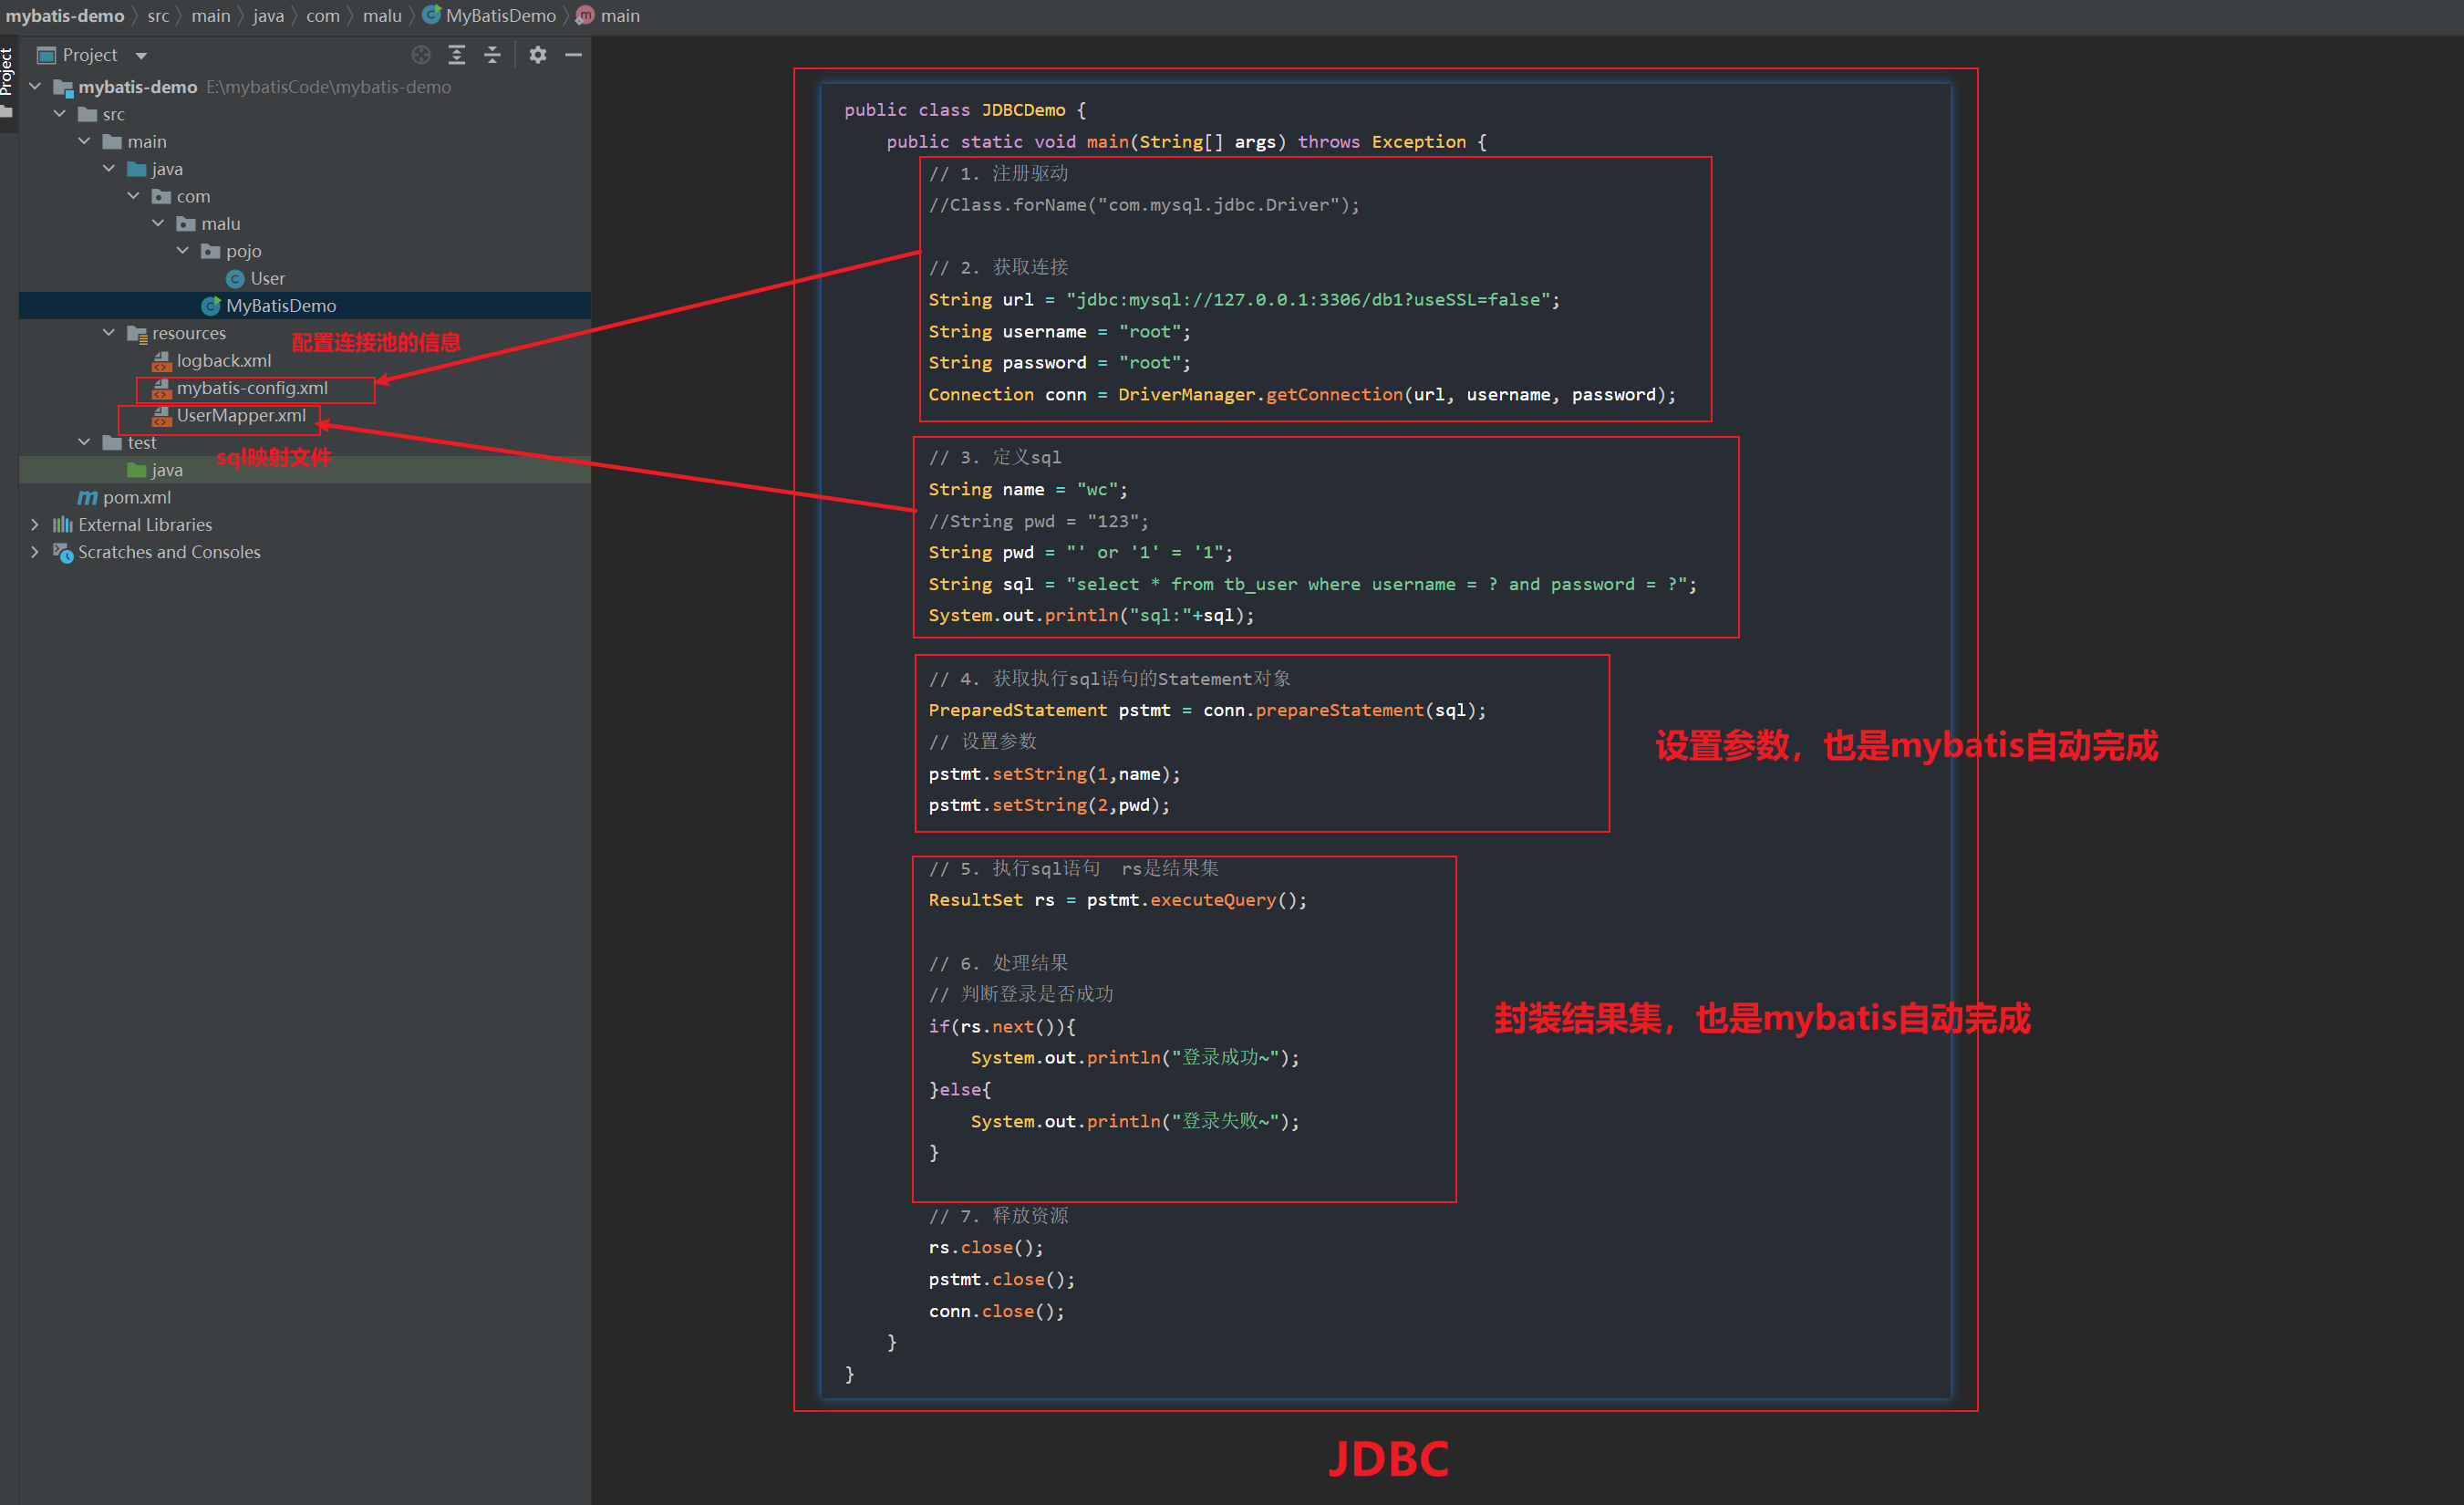 mybatis-demo 〉 src 〉 main 〉 java 〉 com 〉 malu 〉 MyBatisDemo 〉 main
Project
Project
mybatis-demo E:\mybatisCode\mybatis-demo
src
main
java
com
malu
pojo
User
MyBatisDemo
resources
配置连接池的信息
logback.xml
mybatis-config.xml
UserMapper.xml
test
sql映射文件
java
pom.xml
External Libraries
Scratches and Consoles
public class JDBCDemo {
public static void main(String[] args) throws Exception {
// 1. 注册驱动
//Class.forName("com.mysql.jdbc.Driver");
// 2. 获取连接
String url = "jdbc:mysql://127.0.0.1:3306/db1?useSSL=false";
String username = "root";
String password = "root";
Connection conn = DriverManager.getConnection(url, username, password);
// 3. 定义sql
String name = "wc";
//String pwd = "123";
String pwd = "' or '1' = '1";
String sql = "select * from tb_user where username = ? and password = ?";
System.out.println("sql:"+sql);
// 4. 获取执行sql语句的Statement对象
PreparedStatement pstmt = conn.prepareStatement(sql);
// 设置参数
pstmt.setString(1,name);
pstmt.setString(2,pwd);
设置参数，也是mybatis自动完成
// 5. 执行sql语句 rs是结果集
ResultSet rs = pstmt.executeQuery();
// 6. 处理结果
// 判断登录是否成功
if(rs.next()){
System.out.println("登录成功~");
}else{
System.out.println("登录失败~");
}
封装结果集，也是mybatis自动完成
// 7. 释放资源
rs.close();
pstmt.close();
conn.close();
}
}
JDBC